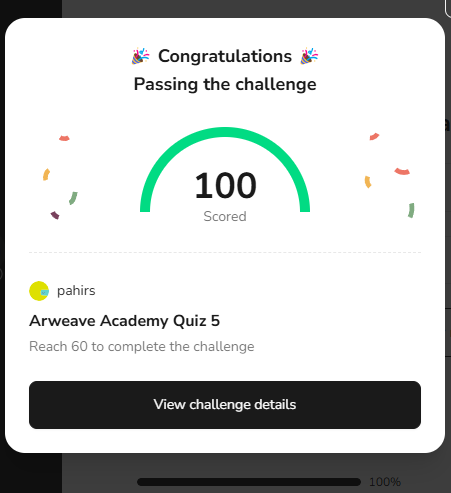 🎉 Congratulations 🎉
Passing the challenge
100
Scored
pahirs
Arweave Academy Quiz 5
Reach 60 to complete the challenge
View challenge details
100%